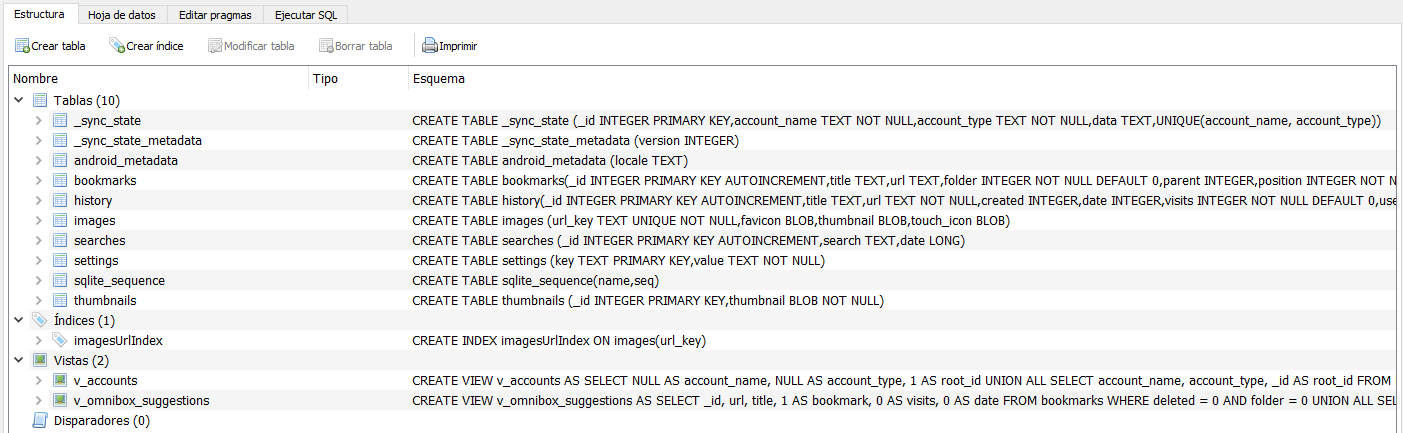 Estructura Hoja de datos Editar pragmas Ejecutar SQL
Crear tabla Crear índice Modificar tabla Borrar tabla Imprimir
Nombre Tipo Esquema
Tablas (10)
_sync_state CREATE TABLE _sync_state (_id INTEGER PRIMARY KEY,account_name TEXT NOT NULL,account_type TEXT NOT NULL,data TEXT,UNIQUE(account_name, account_type))
_sync_state_metadata CREATE TABLE _sync_state_metadata (version INTEGER)
android_metadata CREATE TABLE android_metadata (locale TEXT)
bookmarks CREATE TABLE bookmarks(_id INTEGER PRIMARY KEY AUTOINCREMENT,title TEXT,url TEXT,folder INTEGER NOT NULL DEFAULT 0,parent INTEGER,position INTEGER NOT N
history CREATE TABLE history(_id INTEGER PRIMARY KEY AUTOINCREMENT,title TEXT,url TEXT NOT NULL,created INTEGER,date INTEGER,visits INTEGER NOT NULL DEFAULT 0,use
images CREATE TABLE images (url_key TEXT UNIQUE NOT NULL,favicon BLOB,thumbnail BLOB,touch_icon BLOB)
searches CREATE TABLE searches (_id INTEGER PRIMARY KEY AUTOINCREMENT,search TEXT,date LONG)
settings CREATE TABLE settings (key TEXT PRIMARY KEY,value TEXT NOT NULL)
sqlite_sequence CREATE TABLE sqlite_sequence(name,seq)
thumbnails CREATE TABLE thumbnails (_id INTEGER PRIMARY KEY,thumbnail BLOB NOT NULL)
Índices (1)
imagesUrlIndex CREATE INDEX imagesUrlIndex ON images(url_key)
Vistas (2)
v_accounts CREATE VIEW v_accounts AS SELECT NULL AS account_name, NULL AS account_type, 1 AS root_id UNION ALL SELECT account_name, account_type, _id AS root_id FROM
v_omnibox_suggestions CREATE VIEW v_omnibox_suggestions AS SELECT _id, url, title, 1 AS bookmark, 0 AS visits, 0 AS date FROM bookmarks WHERE deleted = 0 AND folder = 0 UNION ALL SEL
Disparadores (0)